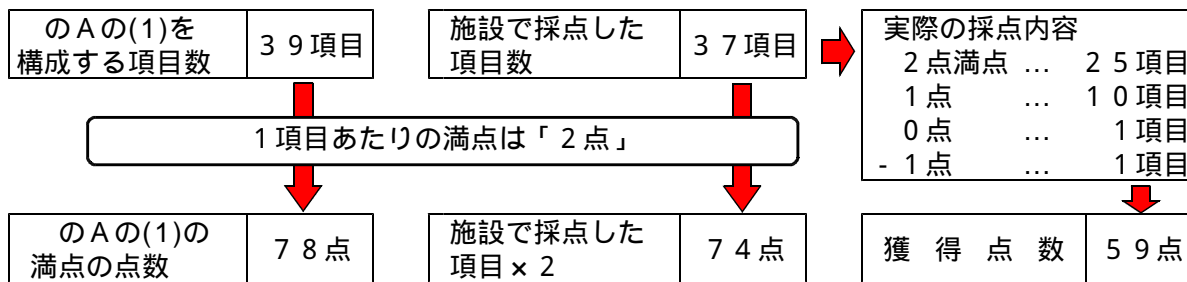 のAの(1)を
構成する項目数
39項目
施設で採点した
項目数
37項目
実際の採点内容
2点満点 … 25項目
1点 … 10項目
0点 … 1項目
-1点 … 1項目
1項目あたりの満点は「2点」
のAの(1)の
満点の点数
78点
施設で採点した
項目×2
74点
獲得点数
59点